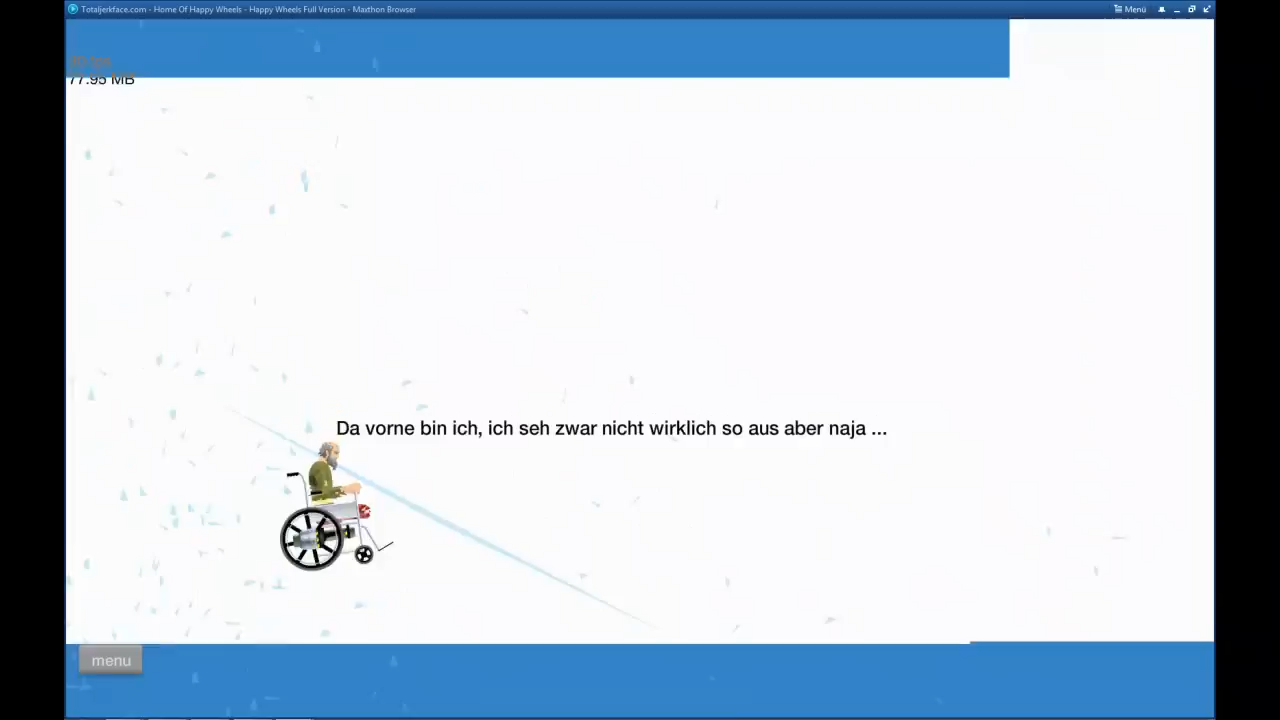 Totaljerkface.com - Home Of Happy Wheels - Happy Wheels Full Version - Maxthon Browser
Menü
77.95 MB
Da vorne bin ich, ich seh zwar nicht wirklich so aus aber naja ...
menu